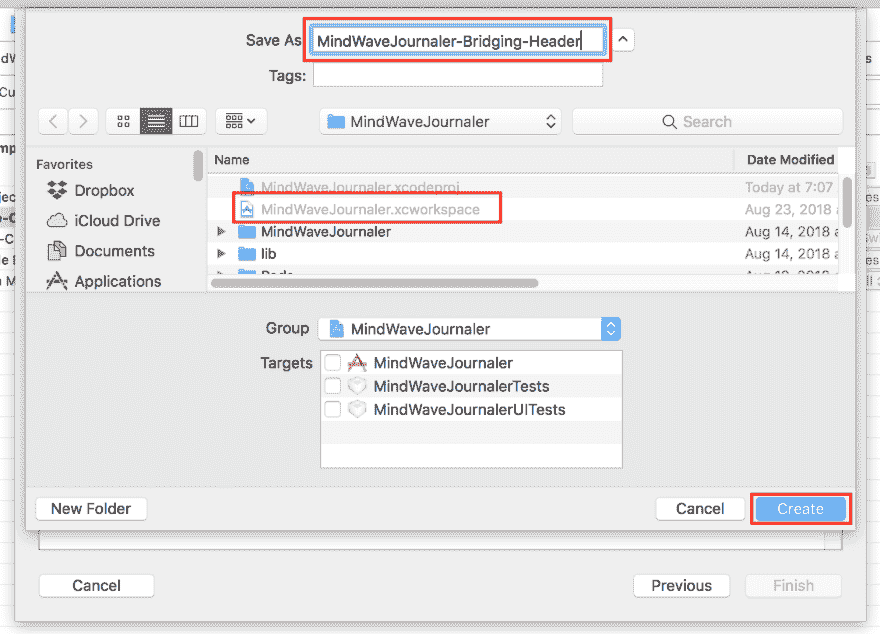 Save As
MindWaveJournaler-Bridging-Header
Tags:
MindWaveJournaler
Search
Favorites
Dropbox
iCloud Drive
Documents
Applications
Name Date Modified
MindWaveJournaler.xcodeproj Today at 7:07
MindWaveJournaler.xcworkspace Aug 23, 2018
MindWaveJournaler Aug 14, 2018
lib Aug 14, 2018
Group MindWaveJournaler
Targets MindWaveJournaler
MindWaveJournalerTests
MindWaveJournalerUITests
New Folder Cancel Create
Cancel Previous Finish